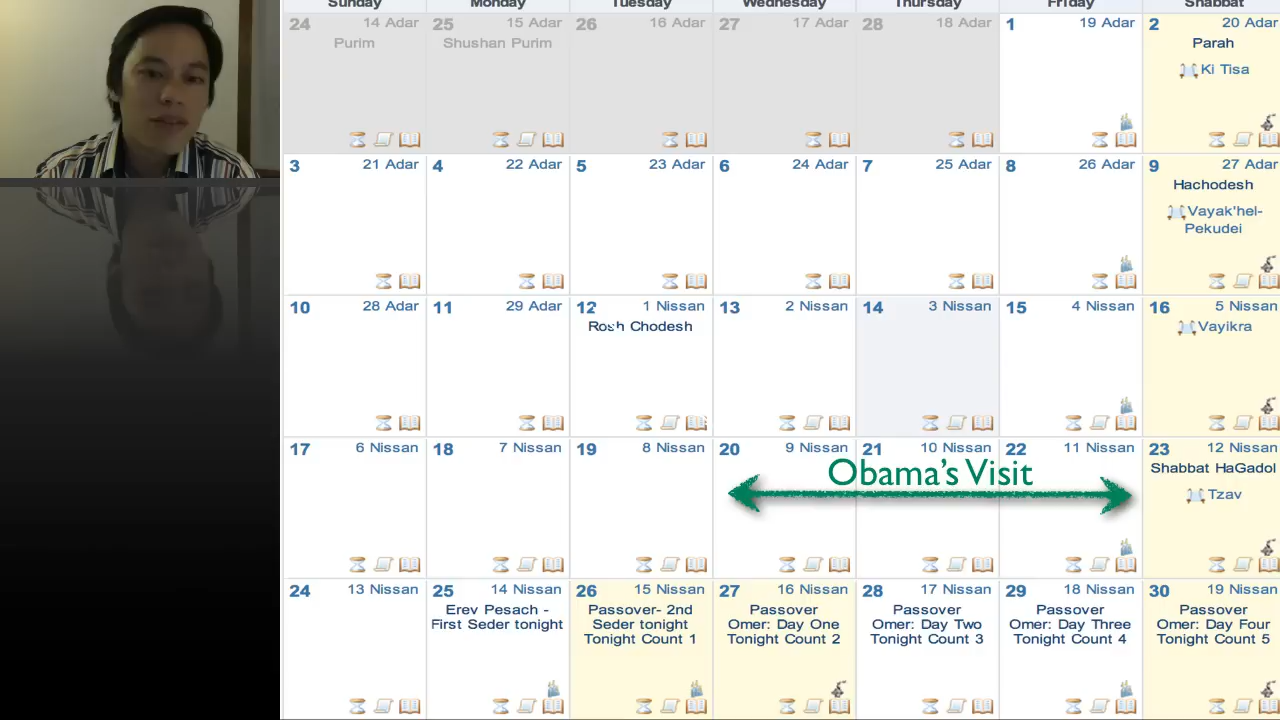 Sunday Monday Tuesday Wednesday Thursday Friday Shabbat
24 14 Adar
Purim
25 15 Adar
Shushan Purim
26 16 Adar
27 17 Adar
28 18 Adar
1 19 Adar
2 20 Adar
Parah
Ki Tisa
3 21 Adar
4 22 Adar
5 23 Adar
6 24 Adar
7 25 Adar
8 26 Adar
9 27 Adar
Hachodesh
Vayak'hel-
Pekudei
10 28 Adar
11 29 Adar
12 1 Nissan
Rosh Chodesh
13 2 Nissan
14 3 Nissan
15 4 Nissan
16 5 Nissan
Vayikra
17 6 Nissan
18 7 Nissan
19 8 Nissan
20 9 Nissan
21 10 Nissan
22 11 Nissan
Obama's Visit
23 12 Nissan
Shabbat HaGadol
Tzav
24 13 Nissan
25 14 Nissan
Erev Pesach -
First Seder tonight
26 15 Nissan
Passover- 2nd
Seder tonight
Tonight Count 1
27 16 Nissan
Passover
Omer: Day One
Tonight Count 2
28 17 Nissan
Passover
Omer: Day Two
Tonight Count 3
29 18 Nissan
Passover
Omer: Day Three
Tonight Count 4
30 19 Nissan
Passover
Omer: Day Four
Tonight Count 5